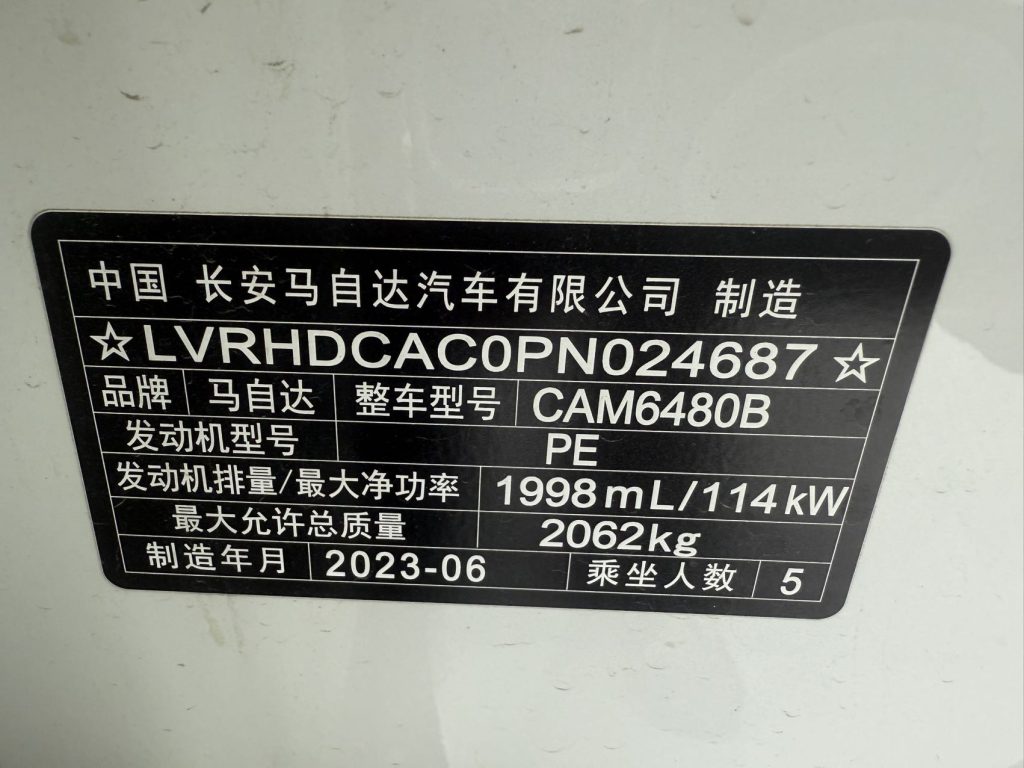 中国 长安马自达汽车有限公司 制造
☆LVRHDCAC0PN024687☆
品牌 马自达 整车型号 CAM6480B
发动机型号 PE
发动机排量/最大净功率 1998mL/114kW
最大允许总质量 2062kg
制造年月 2023-06 乘坐人数 5